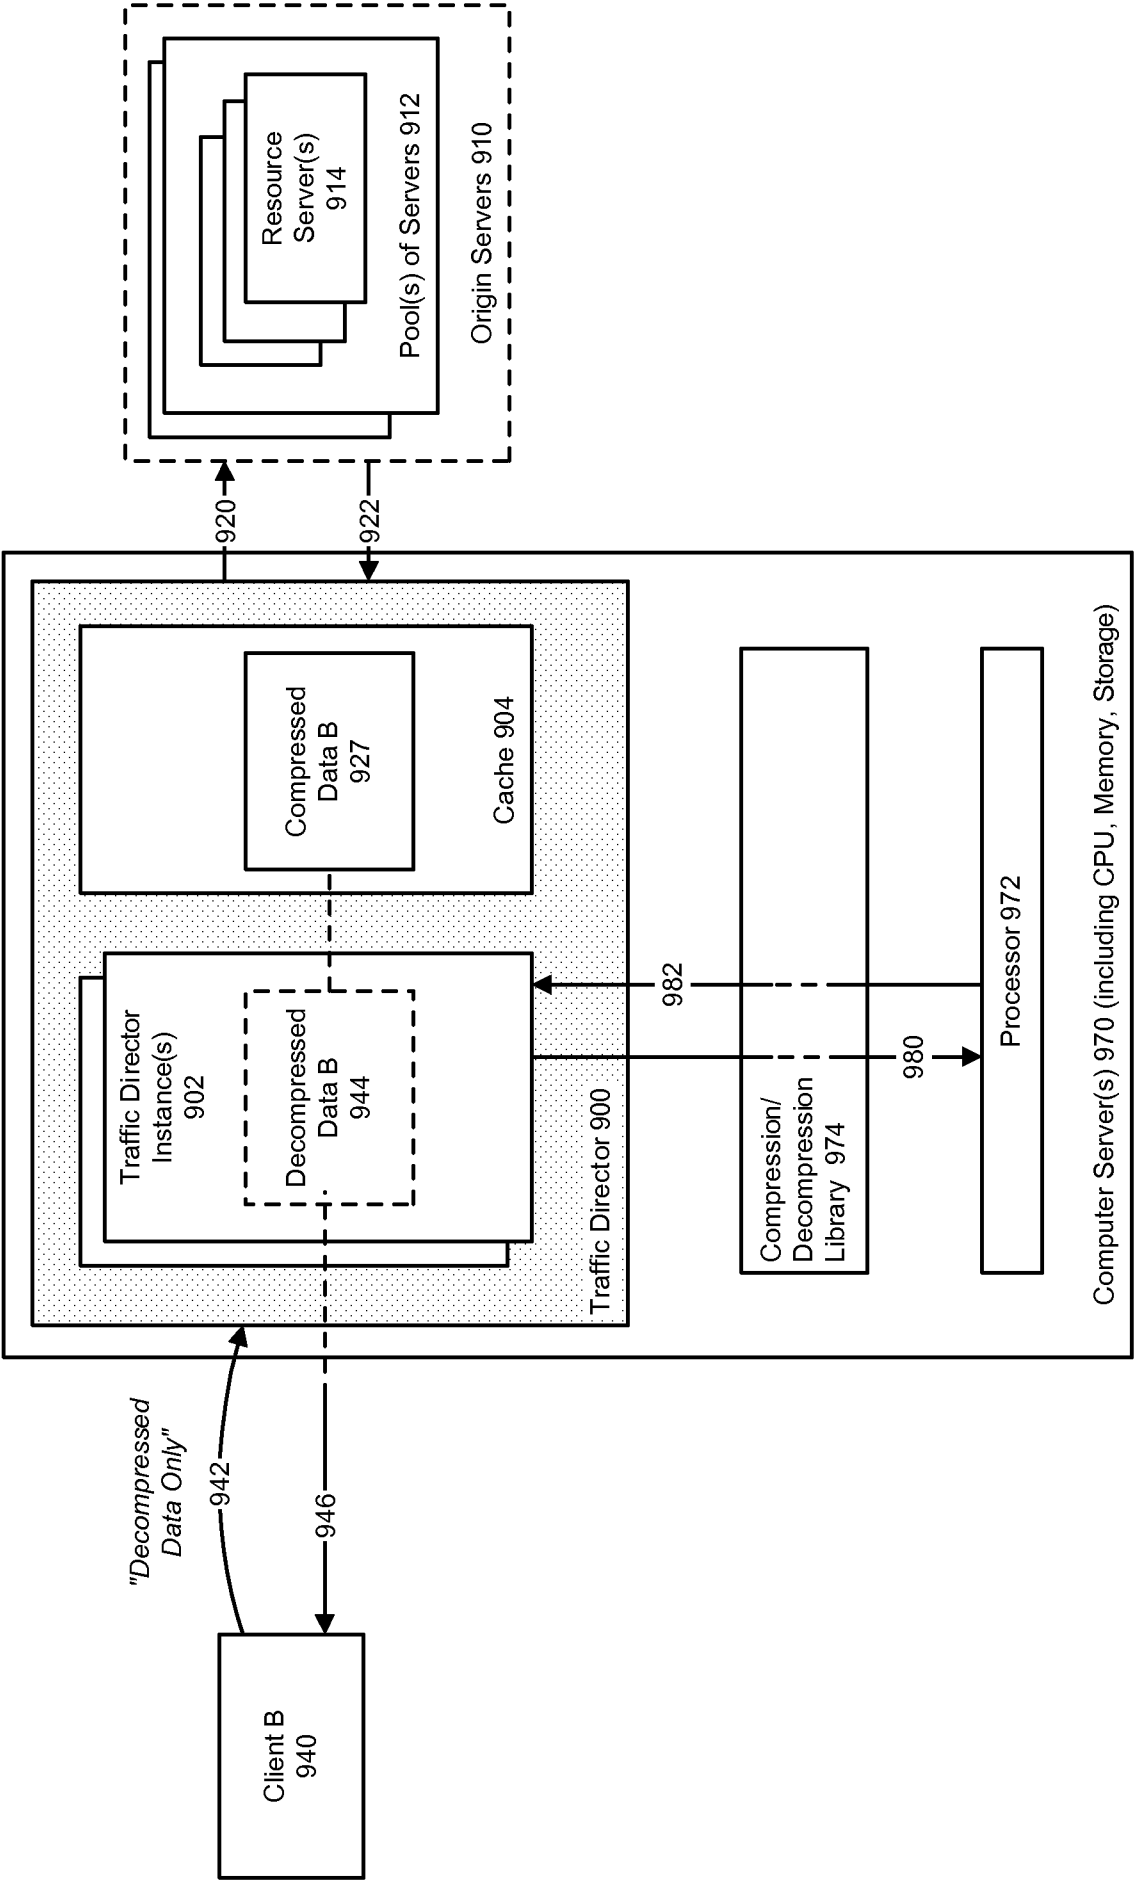 "Decompressed
Data Only"
942
946
Client B
940
Traffic Director
Instance(s)
902
Decompressed
Data B
944
Compressed
Data B
927
Cache 904
Traffic Director 900
920
922
Resource
Server(s)
914
Pool(s) of Servers 912
Origin Servers 910
982
980
Compression/
Decompression
Library 974
Processor 972
Computer Server(s) 970 (including CPU, Memory, Storage)